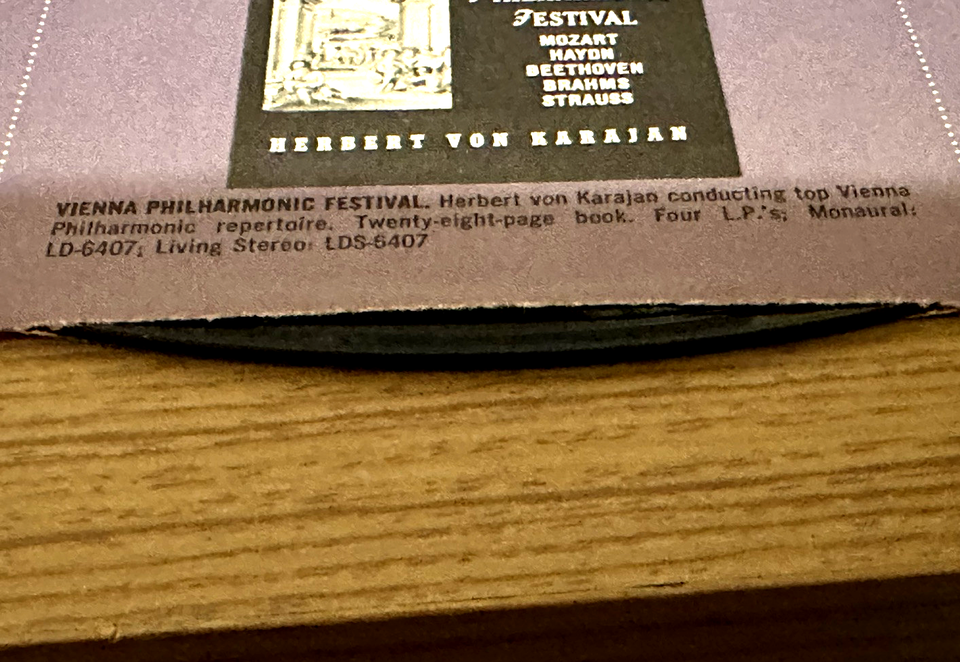 FESTIVAL
MOZART
HAYDN
BEETHOVEN
BRAHMS
STRAUSS
HERBERT VON KARAJAN
VIENNA PHILHARMONIC FESTIVAL. Herbert von Karajan conducting top Vienna
Philharmonic repertoire. Twenty-eight-page book. Four L.P.'s; Monaural:
LD-6407; Living Stereo: LDS-6407